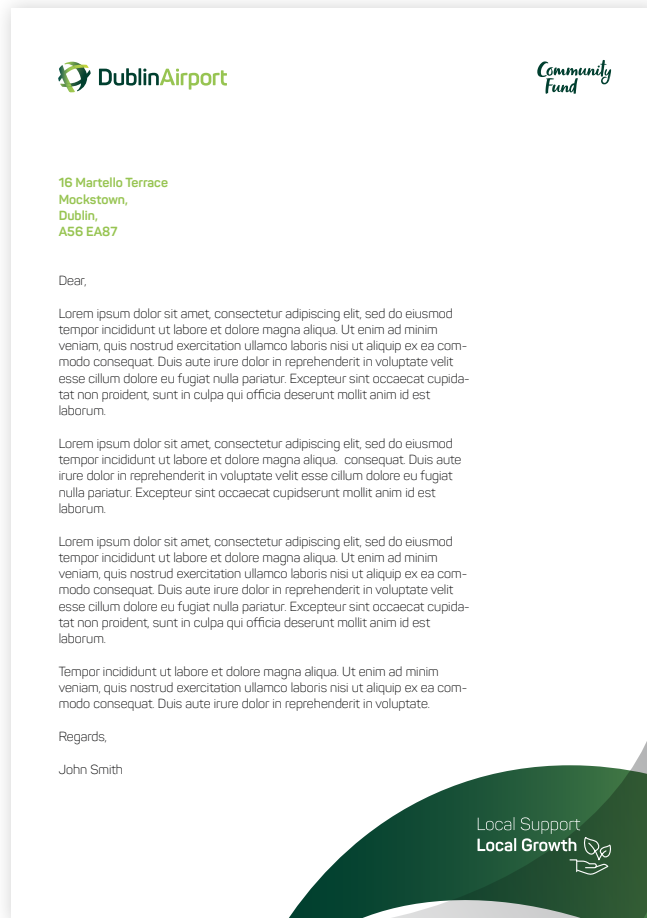 DublinAirport
Community
Fund
16 Martello Terrace
Mockstown,
Dublin,
A56 EA87
Dear,
Lorem ipsum dolor sit amet, consectetur adipiscing elit, sed do eiusmod
tempor incididunt ut labore et dolore magna aliqua. Ut enim ad minim
veniam, quis nostrud exercitation ullamco laboris nisi ut aliquip ex ea com-
modo consequat. Duis aute irure dolor in reprehenderit in voluptate velit
esse cillum dolore eu fugiat nulla pariatur. Excepteur sint occaecat cupida-
tat non proident, sunt in culpa qui officia deserunt mollit anim id est
laborum.
Lorem ipsum dolor sit amet, consectetur adipiscing elit, sed do eiusmod
tempor incididunt ut labore et dolore magna aliqua.  consequat. Duis aute
irure dolor in reprehenderit in voluptate velit esse cillum dolore eu fugiat
nulla pariatur. Excepteur sint occaecat cupidserunt mollit anim id est
laborum.
Lorem ipsum dolor sit amet, consectetur adipiscing elit, sed do eiusmod
tempor incididunt ut labore et dolore magna aliqua. Ut enim ad minim
veniam, quis nostrud exercitation ullamco laboris nisi ut aliquip ex ea com-
modo consequat. Duis aute irure dolor in reprehenderit in voluptate velit
esse cillum dolore eu fugiat nulla pariatur. Excepteur sint occaecat cupida-
tat non proident, sunt in culpa qui officia deserunt mollit anim id est
laborum.
Tempor incididunt ut labore et dolore magna aliqua. Ut enim ad minim
veniam, quis nostrud exercitation ullamco laboris nisi ut aliquip ex ea com-
modo consequat. Duis aute irure dolor in reprehenderit in voluptate.
Regards,
John Smith
Local Support
Local Growth